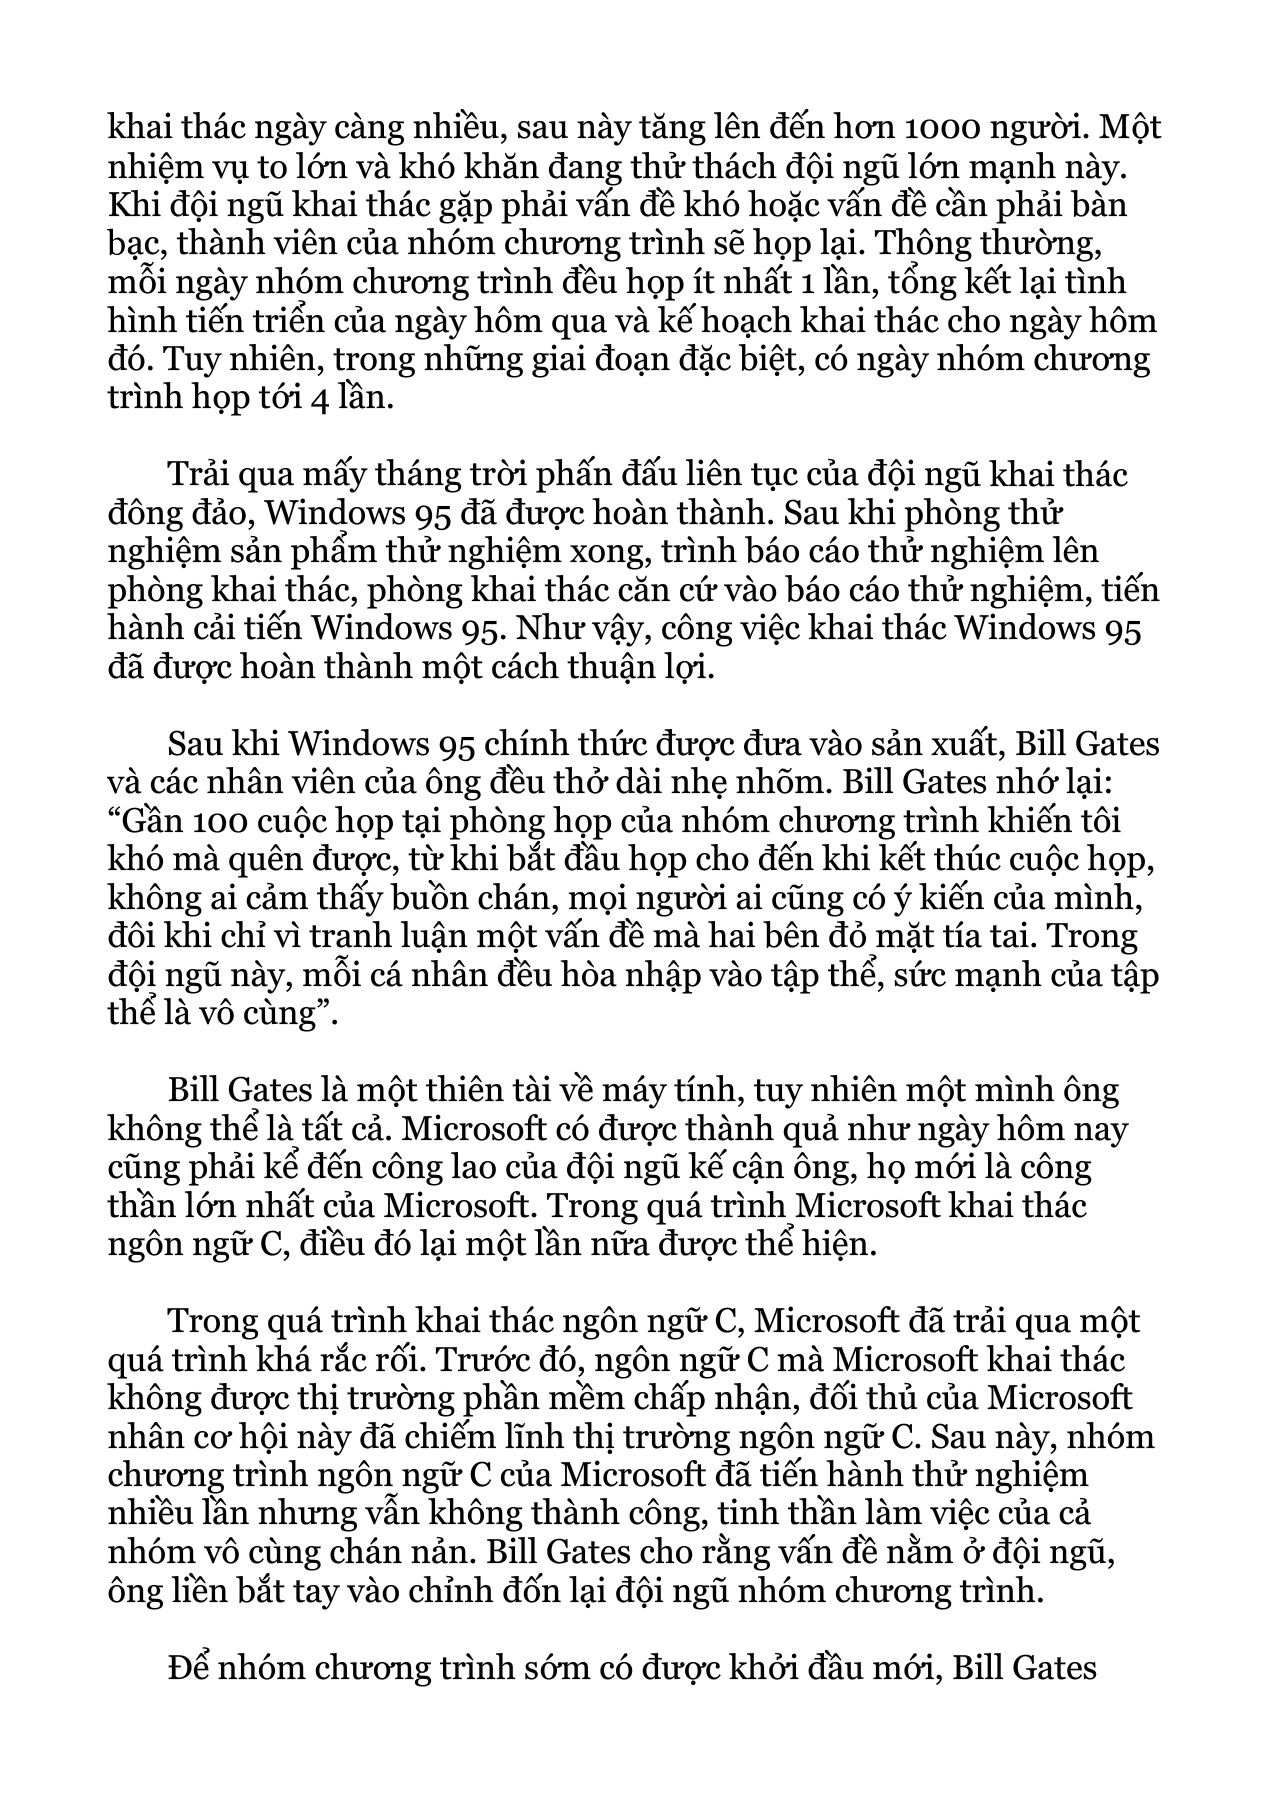 khai thác ngày càng nhiều, sau này tăng lên đến hơn 1000 người. Một
nhiệm vụ to lớn và khó khăn đang thử thách đội ngũ lớn mạnh này.
Khi đội ngũ khai thác gặp phải vấn đề khó hoặc vấn đề cần phải bàn
bạc, thành viên của nhóm chương trình sẽ họp lại. Thông thường,
mỗi ngày nhóm chương trình đều họp ít nhất 1 lần, tổng kết lại tình
hình tiến triển của ngày hôm qua và kế hoạch khai thác cho ngày hôm
đó. Tuy nhiên, trong những giai đoạn đặc biệt, có ngày nhóm chương
trình họp tới 4 lần.
Trải qua mấy tháng trời phấn đấu liên tục của đội ngũ khai thác
đông đảo, Windows 95 đã được hoàn thành. Sau khi phòng thử
nghiệm sản phẩm thử nghiệm xong, trình báo cáo thử nghiệm lên
phòng khai thác, phòng khai thác căn cứ vào báo cáo thử nghiệm, tiến
hành cải tiến Windows 95. Như vậy, công việc khai thác Windows 95
đã được hoàn thành một cách thuận lợi.
Sau khi Windows 95 chính thức được đưa vào sản xuất, Bill Gates
và các nhân viên của ông đều thở dài nhẹ nhõm. Bill Gates nhớ lại:
“Gần 100 cuộc họp tại phòng họp của nhóm chương trình khiến tôi
khó mà quên được, từ khi bắt đầu họp cho đến khi kết thúc cuộc họp,
không ai cảm thấy buồn chán, mọi người ai cũng có ý kiến của mình,
đôi khi chỉ vì tranh luận một vấn đề mà hai bên đỏ mặt tía tai. Trong
đội ngũ này, mỗi cá nhân đều hòa nhập vào tập thể, sức mạnh của tập
thể là vô cùng”.
Bill Gates là một thiên tài về máy tính, tuy nhiên một mình ông
không thể là tất cả. Microsoft có được thành quả như ngày hôm nay
cũng phải kể đến công lao của đội ngũ kế cận ông, họ mới là công
thần lớn nhất của Microsoft. Trong quá trình Microsoft khai thác
ngôn ngữ C, điều đó lại một lần nữa được thể hiện.
Trong quá trình khai thác ngôn ngữ C, Microsoft đã trải qua một
quá trình khá rắc rối. Trước đó, ngôn ngữ C mà Microsoft khai thác
không được thị trường phần mềm chấp nhận, đối thủ của Microsoft
nhân cơ hội này đã chiếm lĩnh thị trường ngôn ngữ C. Sau này, nhóm
chương trình ngôn ngữ C của Microsoft đã tiến hành thử nghiệm
nhiều lần nhưng vẫn không thành công, tinh thần làm việc của cả
nhóm vô cùng chán nản. Bill Gates cho rằng vấn đề nằm ở đội ngũ,
ông liền bắt tay vào chỉnh đốn lại đội ngũ nhóm chương trình.
Để nhóm chương trình sớm có được khởi đầu mới, Bill Gates